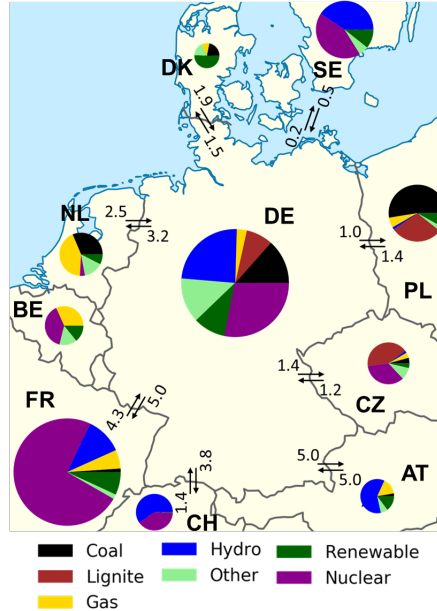 DK
SE
1.9
1.5
0.5
0.2
NL
2.5
3.2
DE
1.0
1.4
PL
BE
FR
4.3
5.0
1.4
1.2
CZ
3.8
1.4
CH
5.0
5.0
AT
Coal
Hydro
Renewable
Lignite
Other
Nuclear
Gas